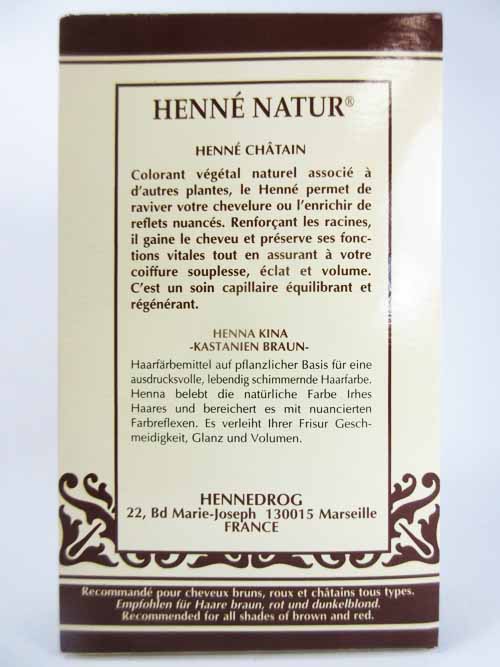 HENNÉ NATUR®
HENNÉ CHÂTAIN
Colorant végétal naturel associé à
d'autres plantes, le Henné permet de
raviver votre chevelure ou l'enrichir de
reflets nuancés. Renforçant les racines,
il gaine le cheveu et préserve ses fonc-
tions vitales tout en assurant à votre
coiffure souplesse, éclat et volume.
C'est un soin capillaire équilibrant et
régénérant.
HENNA KINA
-KASTANIEN BRAUN-
Haarfärbemittel auf pflanzlicher Basis für eine
ausdrucksvolle, lebendig schimmernde Haarfarbe.
Henna belebt die natürliche Farbe Irhes
Haares und bereichert es mit nuancierten
Farbreflexen. Es verleiht Ihrer Frisur Gesch-
meidigkeit, Glanz und Volumen.
HENNEDROG
22, Bd Marie-Joseph 130015 Marseille
FRANCE
Recommandé pour cheveux bruns, roux et châtains tous types.
Empfohlen für Haare braun, rot und dunkelblond.
Recommended for all shades of brown and red.